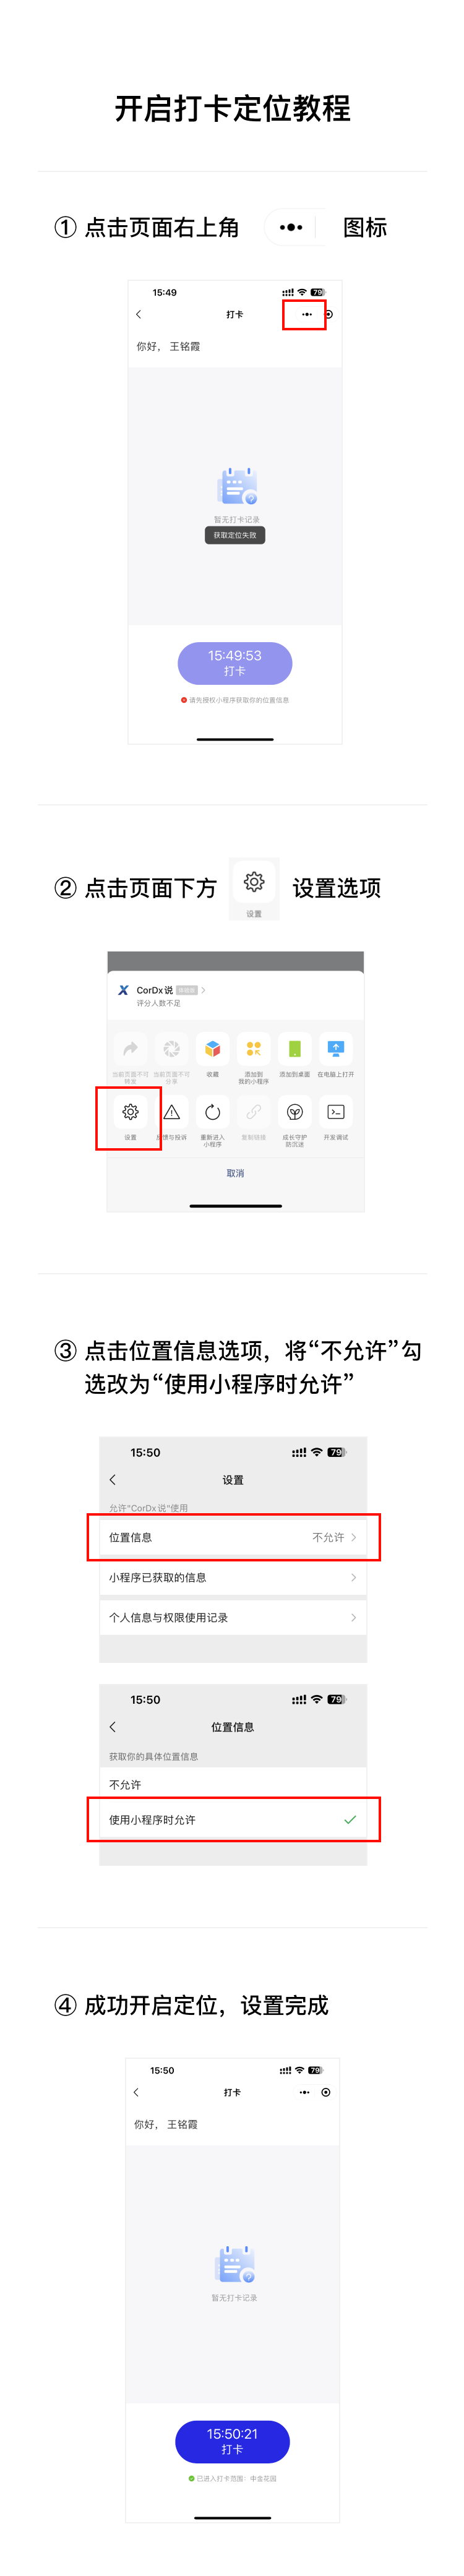 开启打卡定位教程
① 点击页面右上角 图标
15:49
79
打卡
你好， 王铭霞
暂无打卡记录
获取定位失败
15:49:53
打卡
请先授权小程序获取你的位置信息
② 点击页面下方 设置选项
设置
CorDx 说
评分人数不足
当前页面不可转发
当前页面不可分享
收藏
添加到我的小程序
添加到桌面
在电脑上打开
设置
反馈与投诉
重新进入小程序
复制链接
成长守护防沉迷
开发调试
取消
③ 点击位置信息选项，将“不允许”勾
选改为“使用小程序时允许”
15:50
79
设置
允许"CorDx 说"使用
位置信息 不允许
小程序已获取的信息
个人信息与权限使用记录
15:50
79
位置信息
获取你的具体位置信息
不允许
使用小程序时允许
④ 成功开启定位，设置完成
15:50
79
打卡
你好， 王铭霞
暂无打卡记录
15:50:21
打卡
已进入打卡范围：中金花园